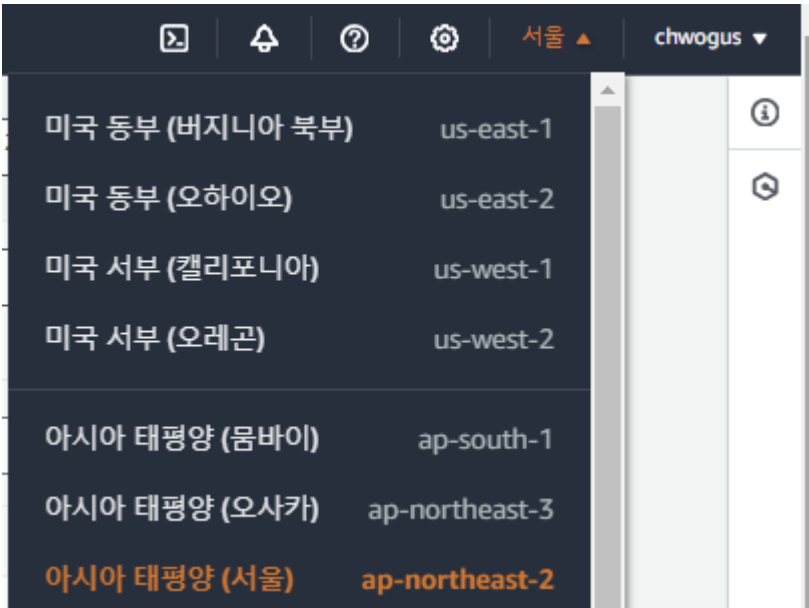 서울 ▲ chwogus ▼
미국 동부 (버지니아 북부) us-east-1
미국 동부 (오하이오) us-east-2
미국 서부 (캘리포니아) us-west-1
미국 서부 (오레곤) us-west-2
아시아 태평양 (뭄바이) ap-south-1
아시아 태평양 (오사카) ap-northeast-3
아시아 태평양 (서울) ap-northeast-2